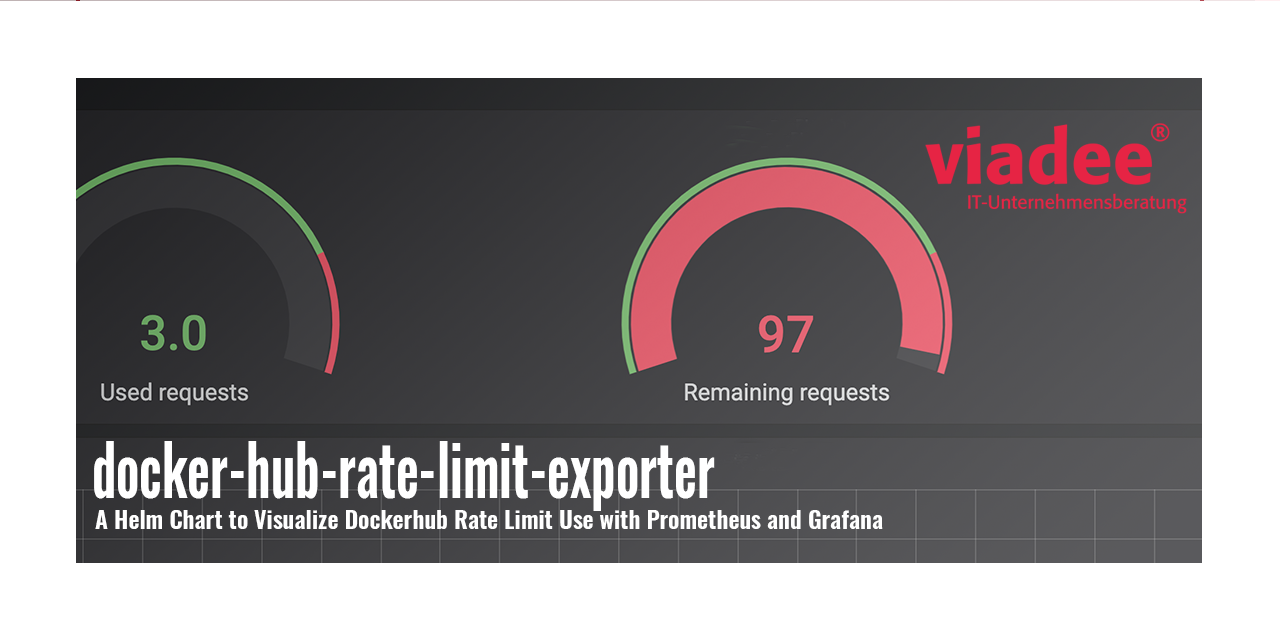 viadee®
IT-Unternehmensberatung
3.0
Used requests
97
Remaining requests
docker-hub-rate-limit-exporter
A Helm Chart to Visualize Dockerhub Rate Limit Use with Prometheus and Grafana